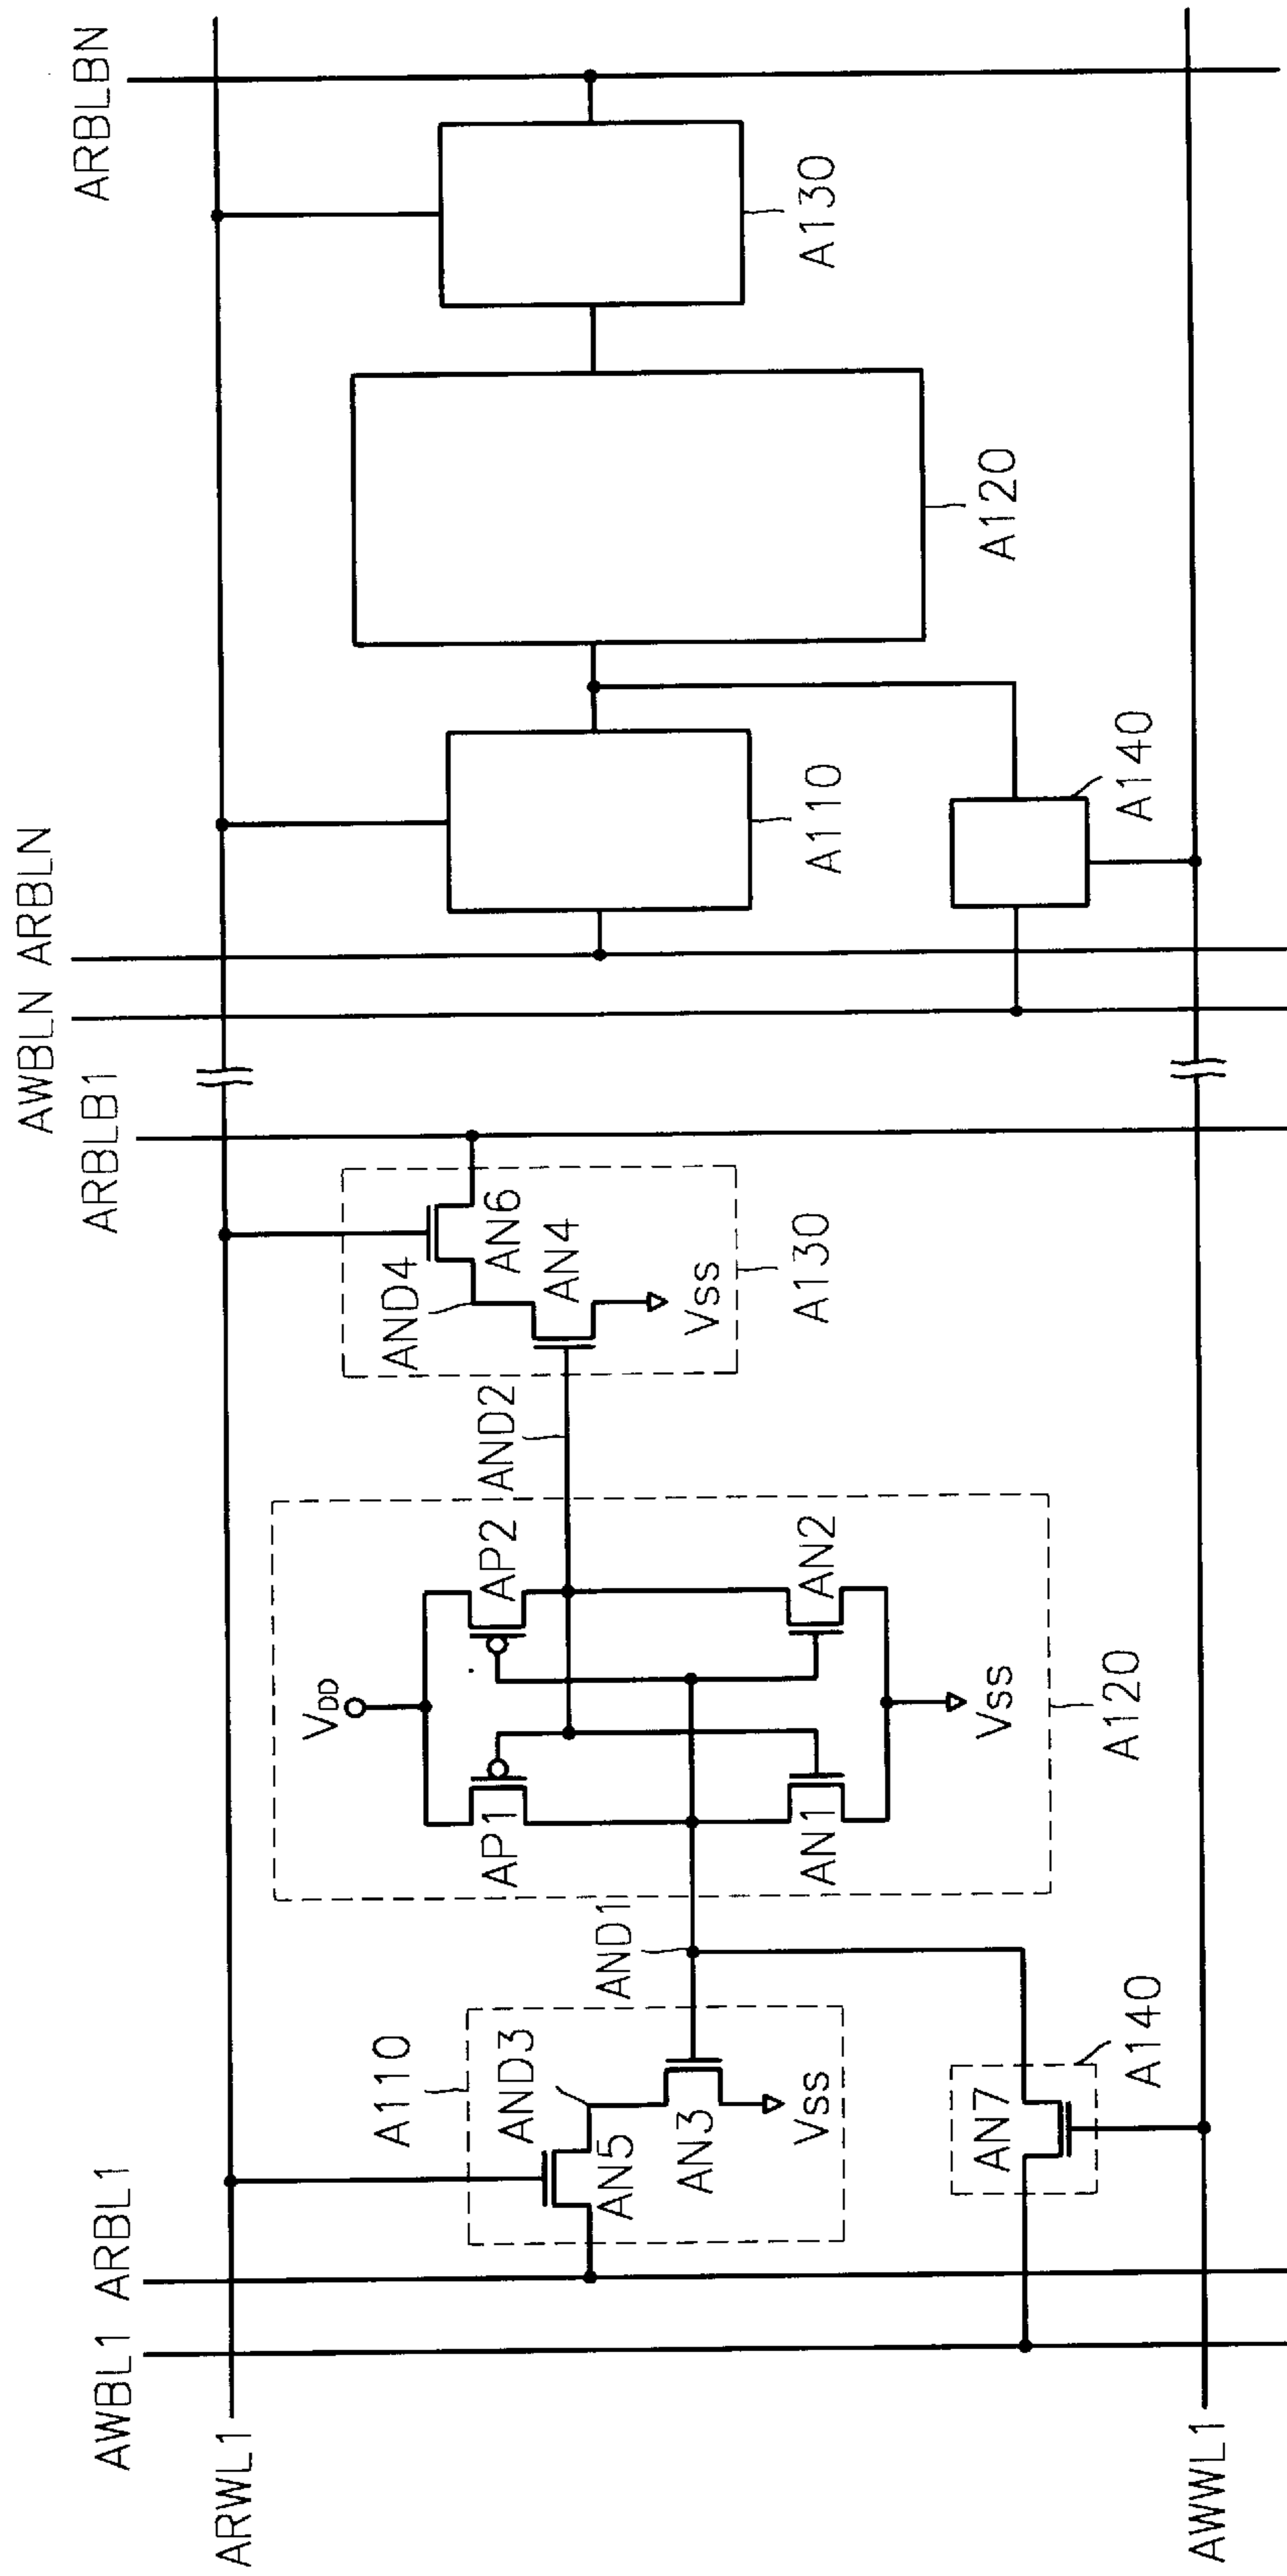 AWBL1 ARBL1
ARBLB1
AWBLN ARBLN
ARBLBN
ARWL1
A110
AND3
AN5
AN3
VSS
AND1
VDD
AP1
AP2
AN1
AN2
VSS
A120
AND2
AND4
AN6
AN4
VSS
A130
AN7
A140
A110
A120
A130
A140
AWWL1